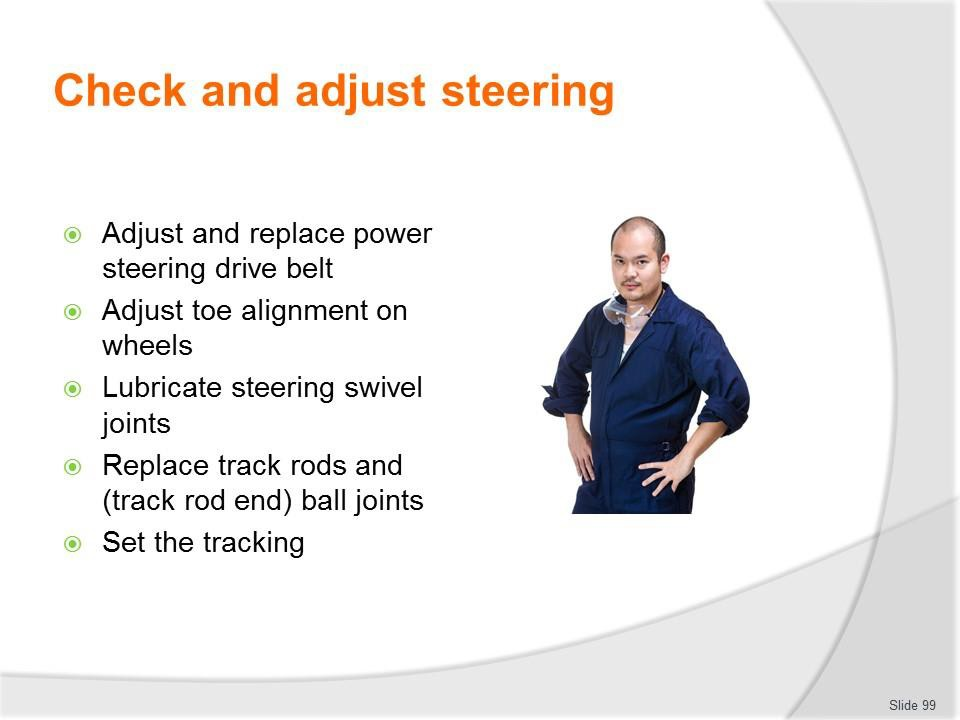 Check and adjust steering
Adjust and replace power
steering drive belt
Adjust toe alignment on
wheels
Lubricate steering swivel
joints
Replace track rods and
(track rod end) ball joints
Set the tracking
Slide 99